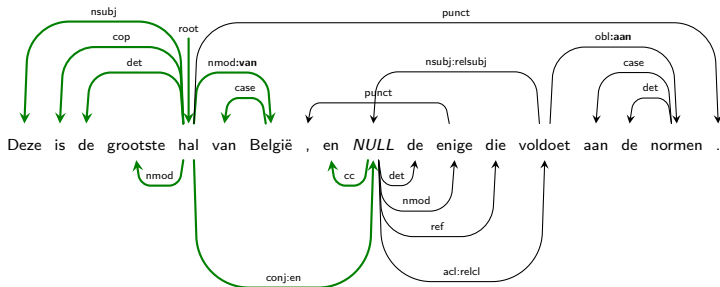 punct
nsubj
root
cop
obl:aan
det
nmod:van
nsubj:relsubj
case
case
punct
det
Deze is de grootste hal van België , en NULL de enige die voldoet aan de normen .
nmod
cc
det
nmod
ref
conj:en
acl:relcl